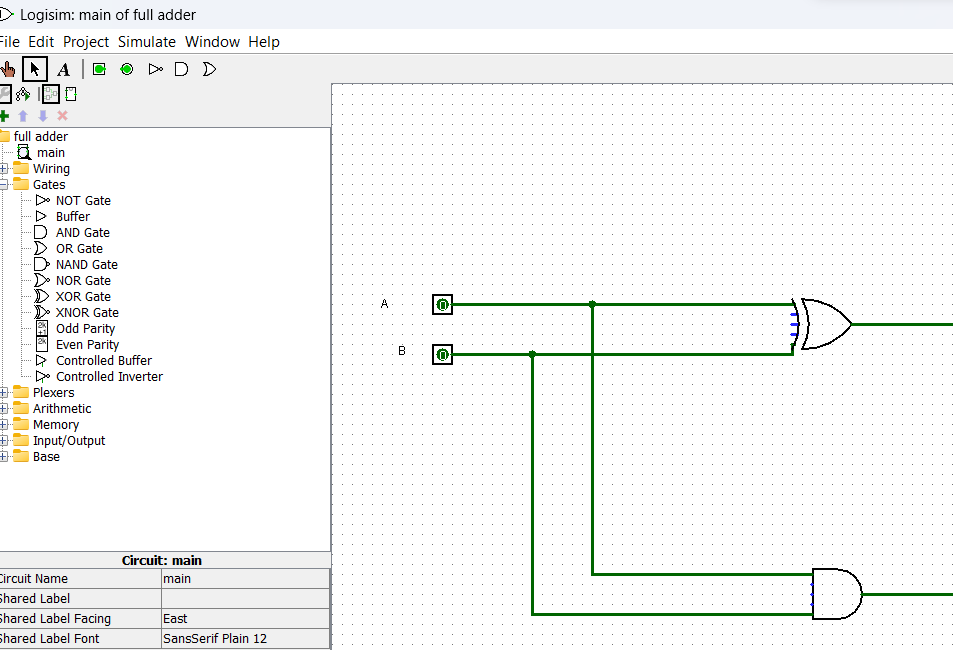 Logisim: main of full adder
File Edit Project Simulate Window Help
A
full adder
main
Wiring
Gates
NOT Gate
Buffer
AND Gate
OR Gate
NAND Gate
NOR Gate
XOR Gate
XNOR Gate
Odd Parity
Even Parity
Controlled Buffer
Controlled Inverter
Plexers
Arithmetic
Memory
Input/Output
Base
Circuit: main
Circuit Name main
Shared Label
Shared Label Facing East
Shared Label Font SansSerif Plain 12
A 0
B 0